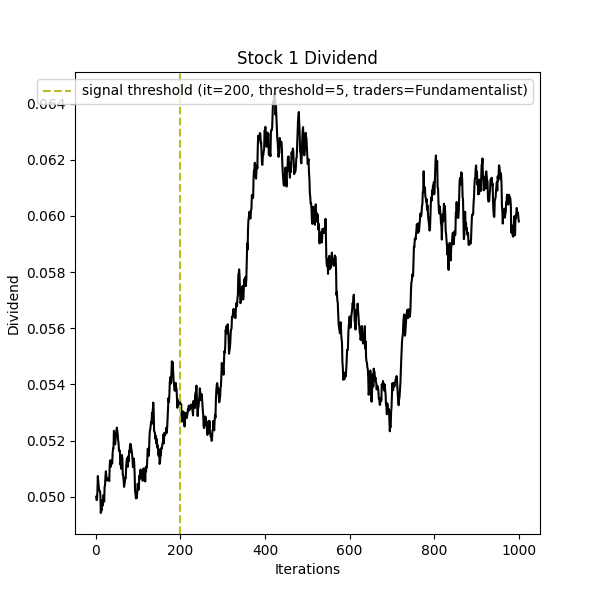 Stock 1 Dividend
signal threshold (it=200, threshold=5, traders=Fundamentalist)
0.064
0.062
0.060
0.058
0.056
0.054
0.052
0.050
Dividend
0 200 400 600 800 1000
Iterations